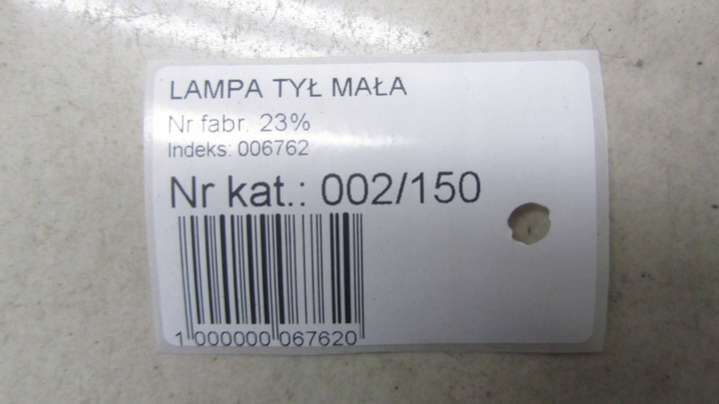 LAMPA TYŁ MAŁA
Nr fabr. 23%
Indeks: 006762
Nr kat.: 002/150
1 000000 067620